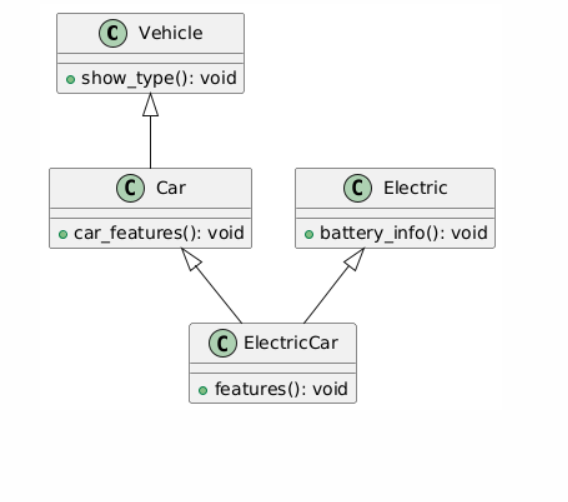 C Vehicle
show_type(): void
C Car
car_features(): void
C Electric
battery_info(): void
C ElectricCar
features(): void